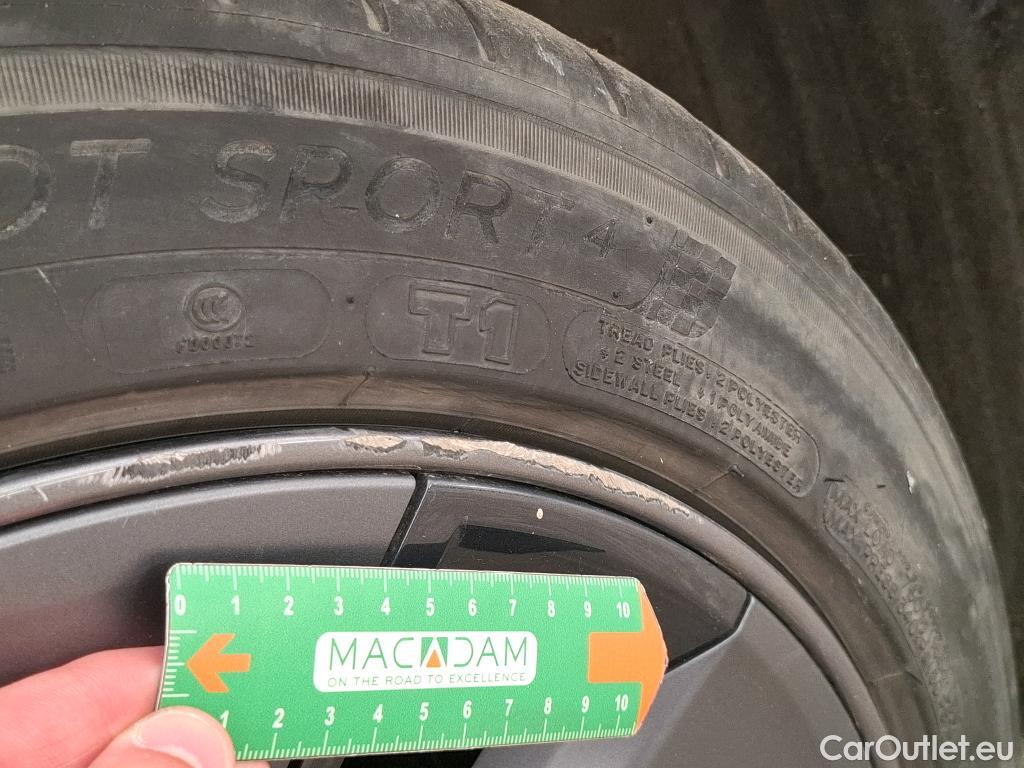 OT SPORT 4
CCC
T1
TREAD PLIES: 2 POLYESTER
+ 2 STEEL + 1 POLYAMIDE
SIDEWALL PLIES: 2 POLYESTER
0 1 2 3 4 5 6 7 8 9 10
MACADAM
ON THE ROAD TO EXCELLENCE
1 2 3 4 5 6 7 8 9 10
CarOutlet.eu